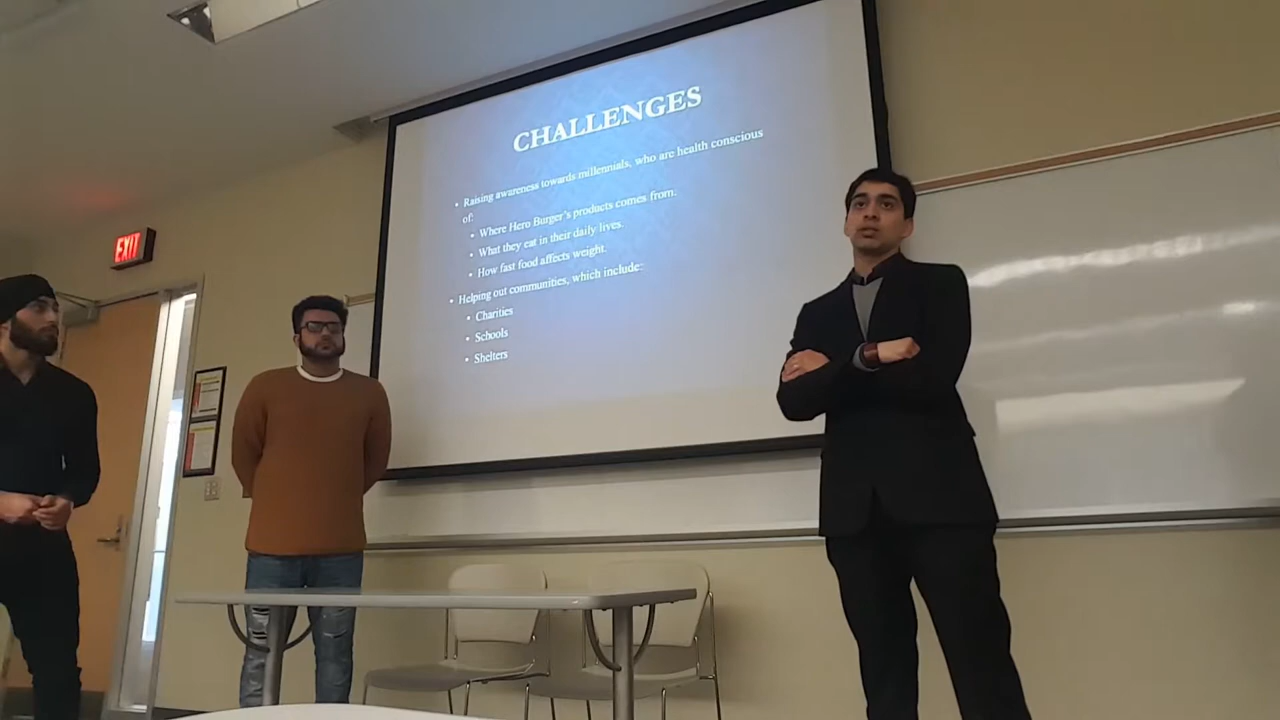 CHALLENGES
• Raising awareness towards millennials, who are health conscious
of:
• Where Hero Burger's products comes from.
• What they eat in their daily lives.
• How fast food affects weight.
• Helping out communities, which include:
• Charities
• Schools
• Shelters
EXIT